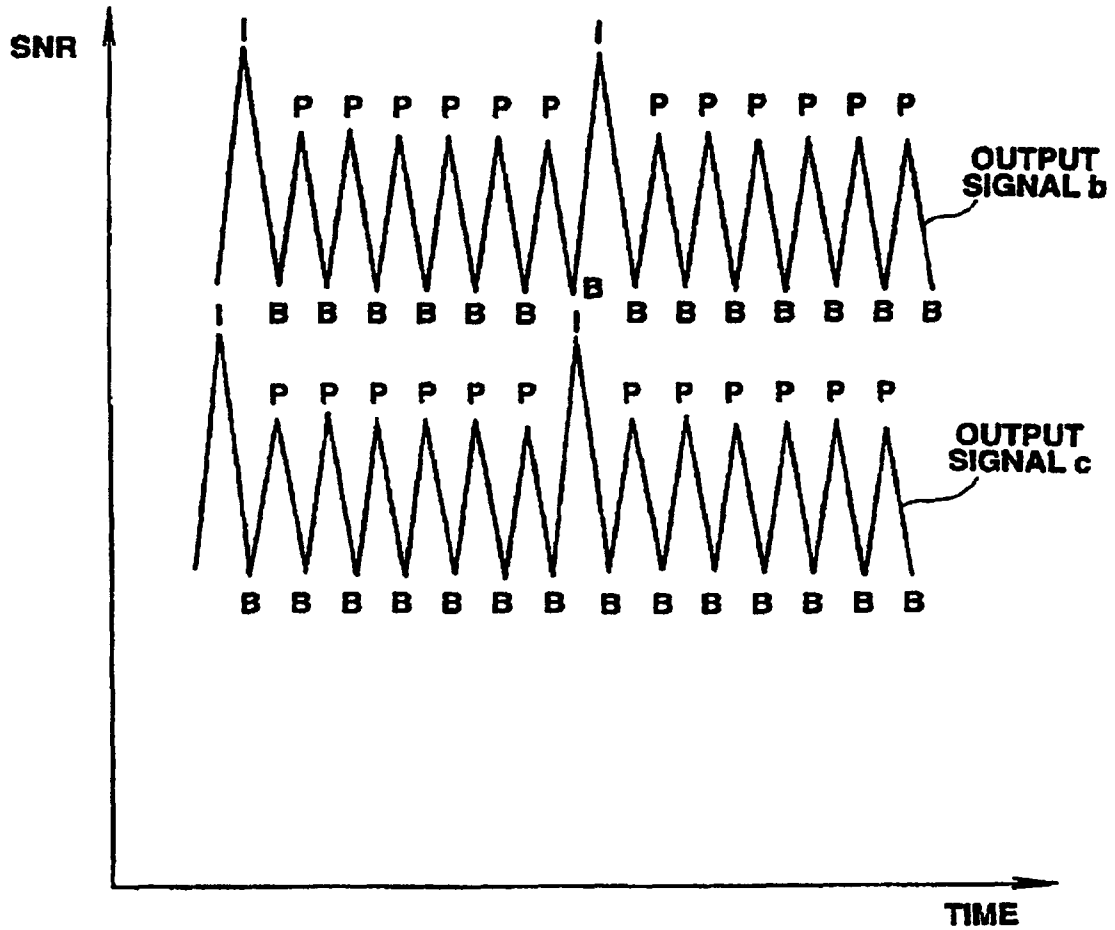 SNR
I I
P P P P P P P P P P P P
OUTPUT
SIGNAL b
B
B B B B B B B B B B B B B
I I
P P P P P P P P P P P P
OUTPUT
SIGNAL c
B B B B B B B B B B B B B B
TIME